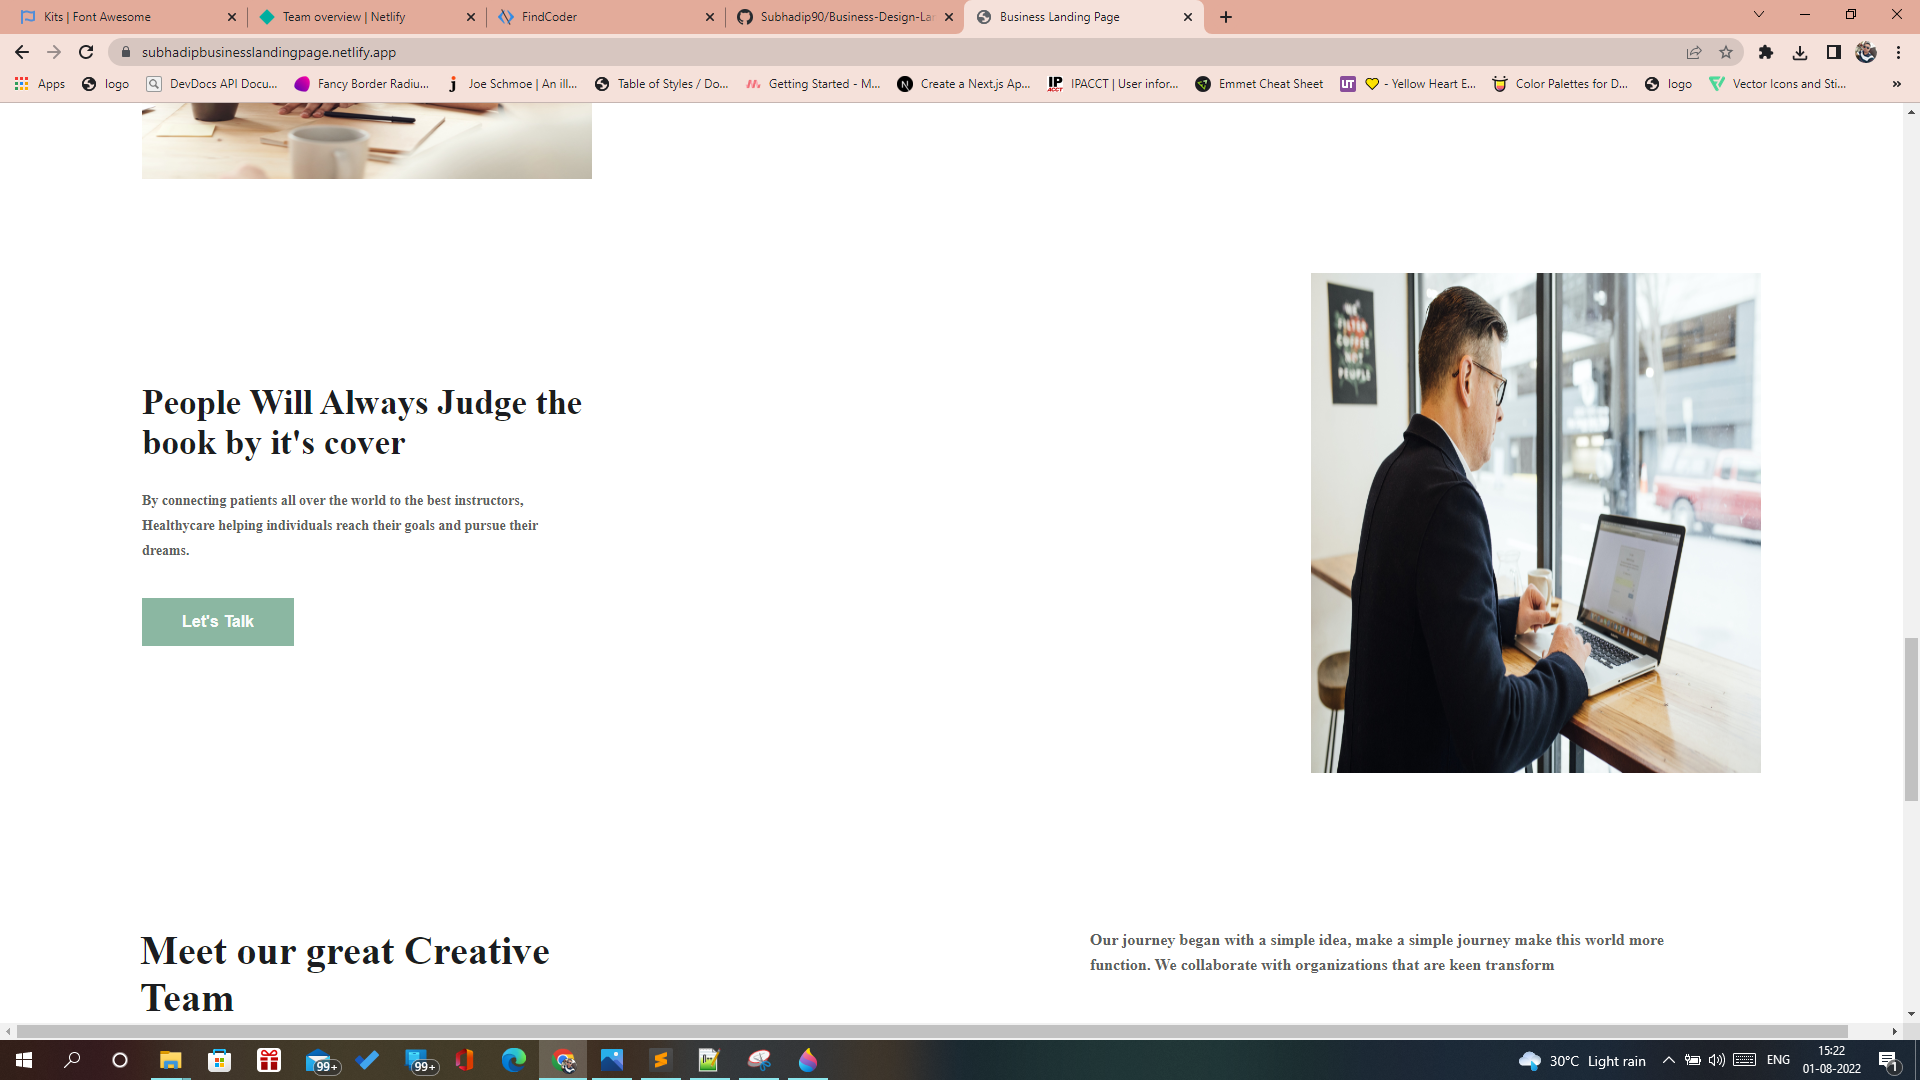 Kits | Font Awesome
Team overview | Netlify
FindCoder
Subhadip90/Business-Design-Lan
Business Landing Page
subhadipbusinesslandingpage.netlify.app
Apps
logo
DevDocs API Docu...
Fancy Border Radiu...
Joe Schmoe | An ill...
Table of Styles / Do...
Getting Started - M...
Create a Next.js Ap...
IPACCT | User infor...
Emmet Cheat Sheet
- Yellow Heart E...
Color Palettes for D...
logo
Vector Icons and Sti...
»
WE
FILTER
COFFEE
NOT
PEOPLE
People Will Always Judge the
book by it's cover
By connecting patients all over the world to the best instructors,
Healthycare helping individuals reach their goals and pursue their
dreams.
Let's Talk
Meet our great Creative
Team
Our journey began with a simple idea, make a simple journey make this world more
function. We collaborate with organizations that are keen transform
99+
99+
30°C Light rain
ENG
15:22
01-08-2022
1